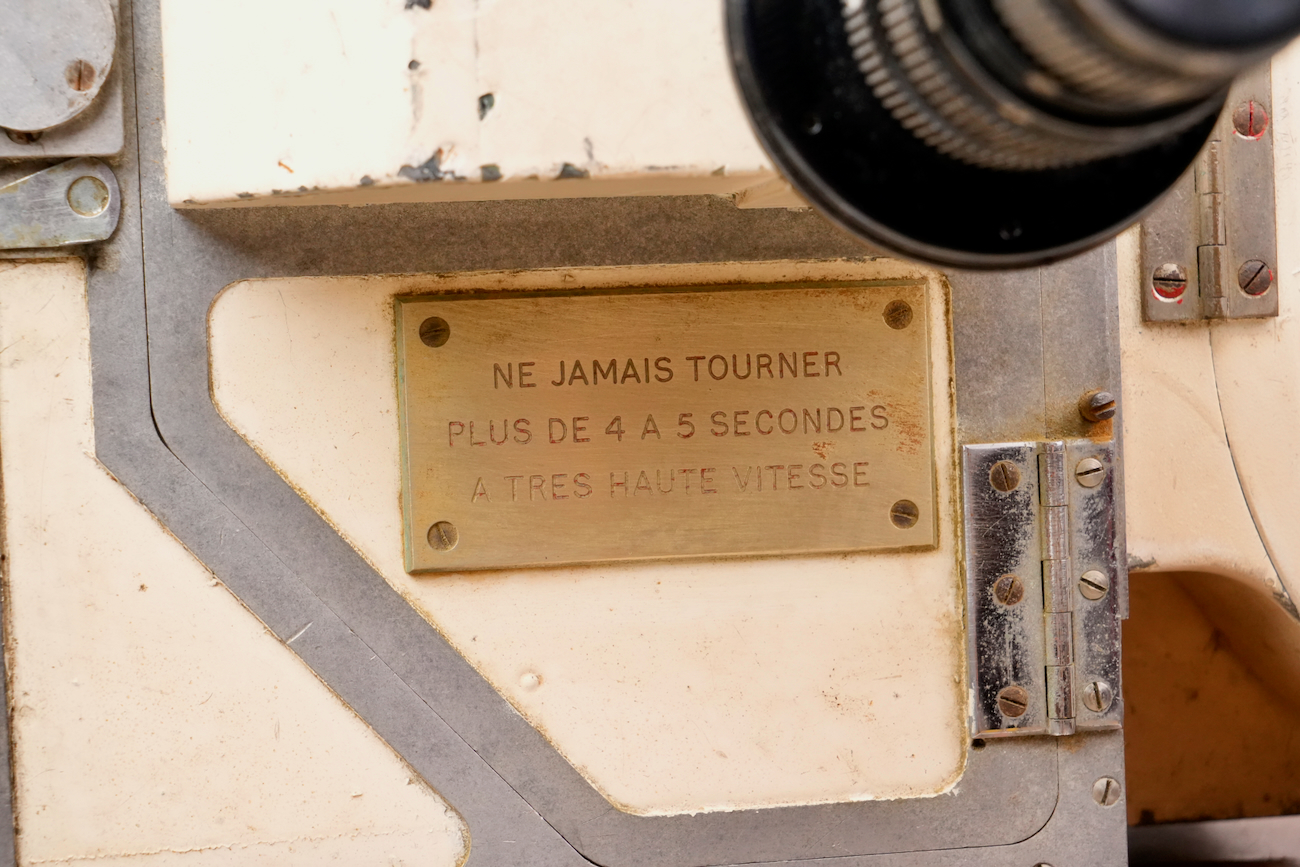 NE JAMAIS TOURNER
PLUS DE 4 A 5 SECONDES
A TRES HAUTE VITESSE